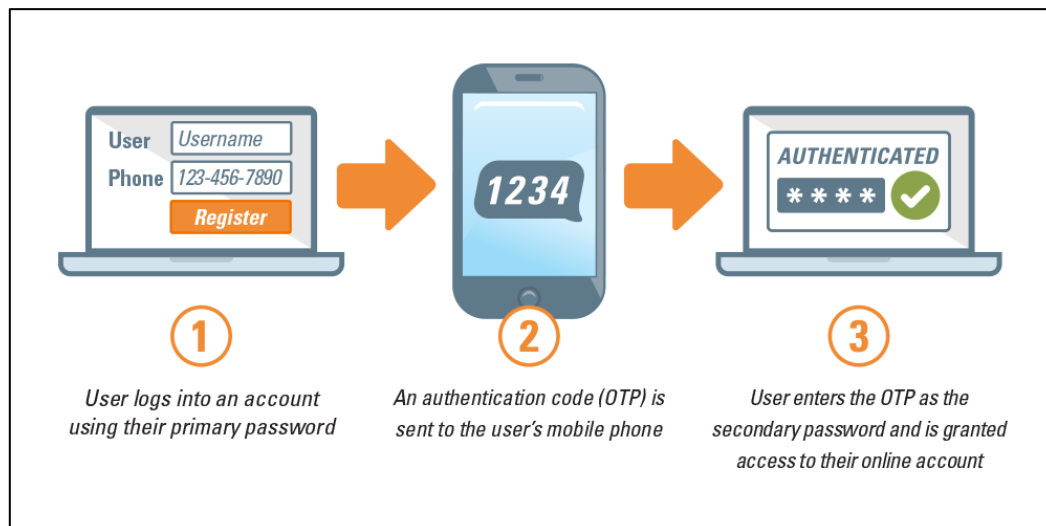 User Username
Phone 123-456-7890
Register
1234
AUTHENTICATED
* * * *
1
User logs into an account
using their primary password
2
An authentication code (OTP) is
sent to the user's mobile phone
3
User enters the OTP as the
secondary password and is granted
access to their online account